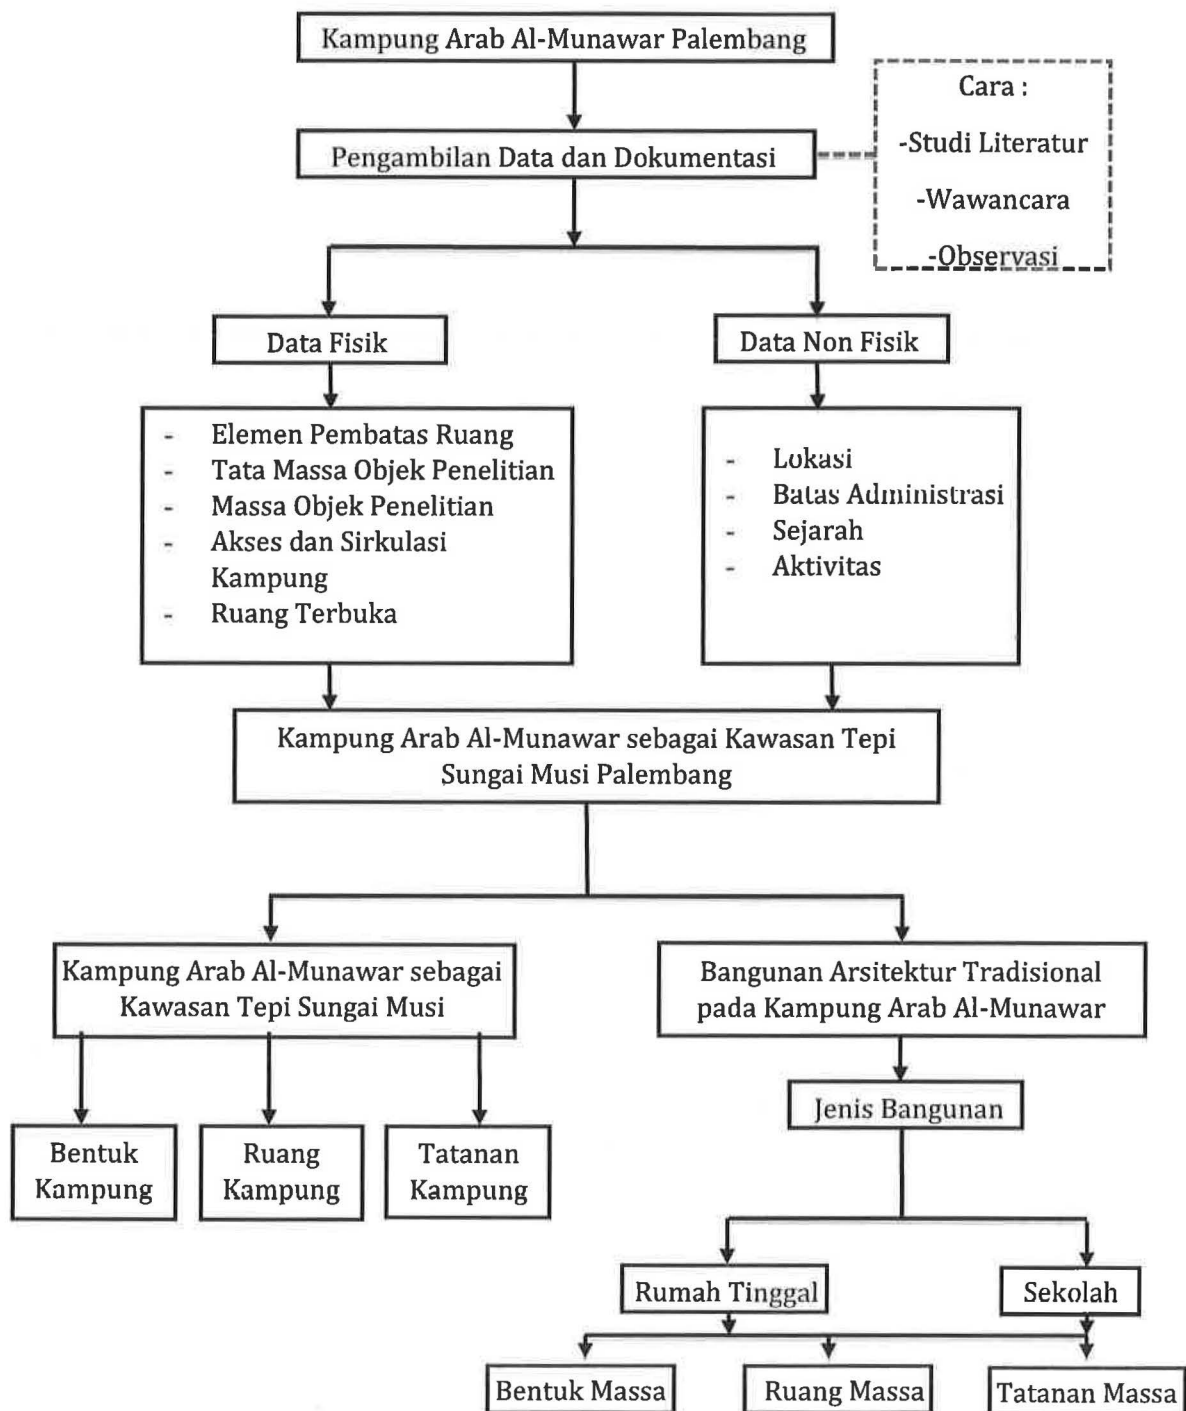 Kampung Arab Al-Munawar Palembang
Cara :
-Studi Literatur
-Wawancara
-Observasi
Pengambilan Data dan Dokumentasi
Data Fisik
Data Non Fisik
- Elemen Pembatas Ruang
- Tata Massa Objek Penelitian
- Massa Objek Penelitian
- Akses dan Sirkulasi
Kampung
- Ruang Terbuka
- Lokasi
- Batas Administrasi
- Sejarah
- Aktivitas
Kampung Arab Al-Munawar sebagai Kawasan Tepi
Sungai Musi Palembang
Kampung Arab Al-Munawar sebagai
Kawasan Tepi Sungai Musi
Bangunan Arsitektur Tradisional
pada Kampung Arab Al-Munawar
Jenis Bangunan
Bentuk
Kampung
Ruang
Kampung
Tatanan
Kampung
Rumah Tinggal
Sekolah
Bentuk Massa
Ruang Massa
Tatanan Massa